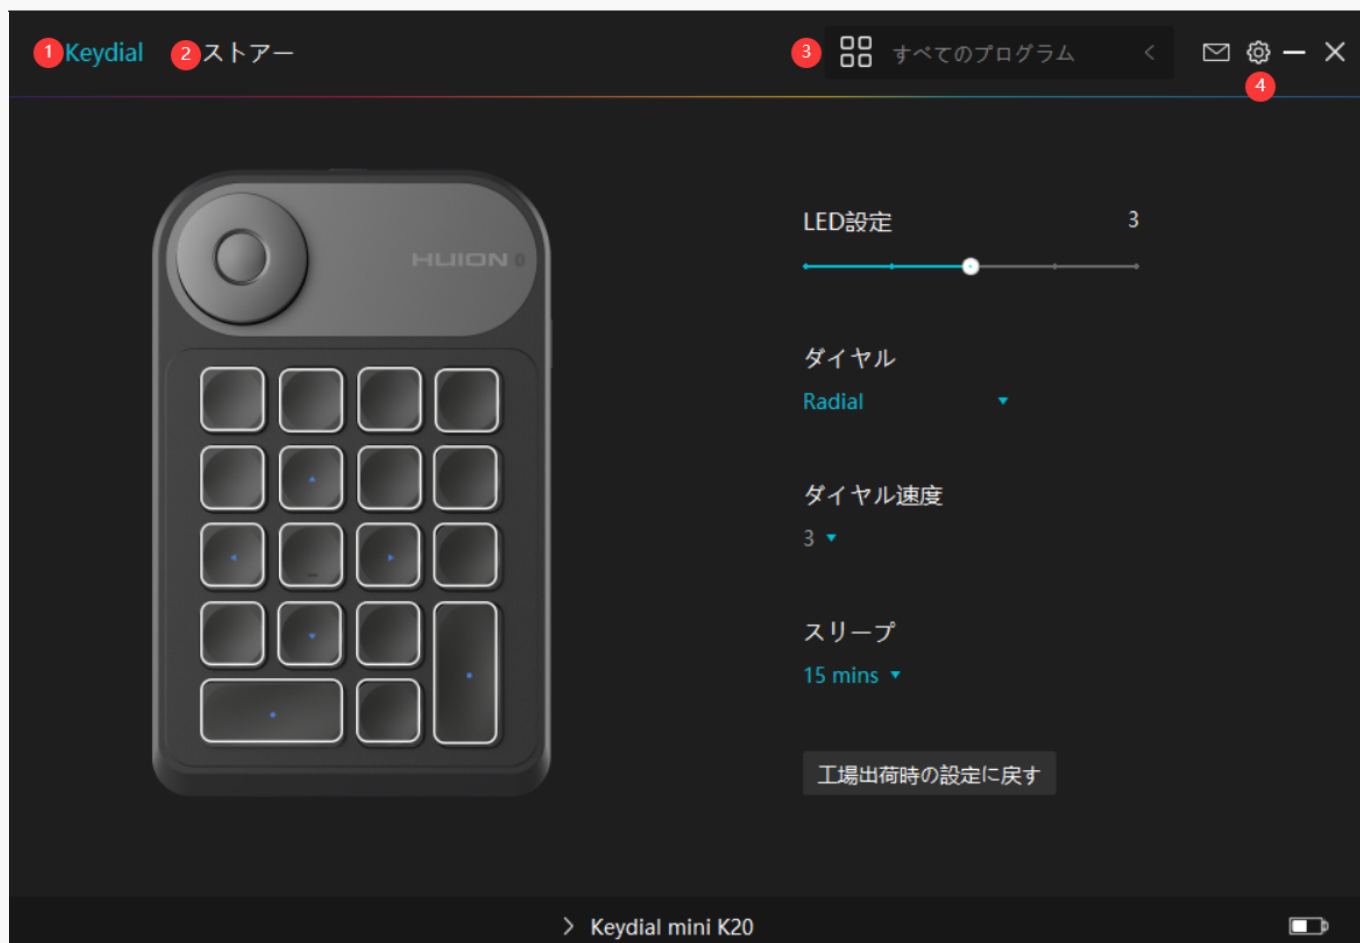 1 Keydial 2 ストアー 3 すべてのプログラム
4
LED設定 3
HUION
ダイヤル
Radial
ダイヤル速度
3
スリープ
15 mins
工場出荷時の設定に戻す
Keydial mini K20